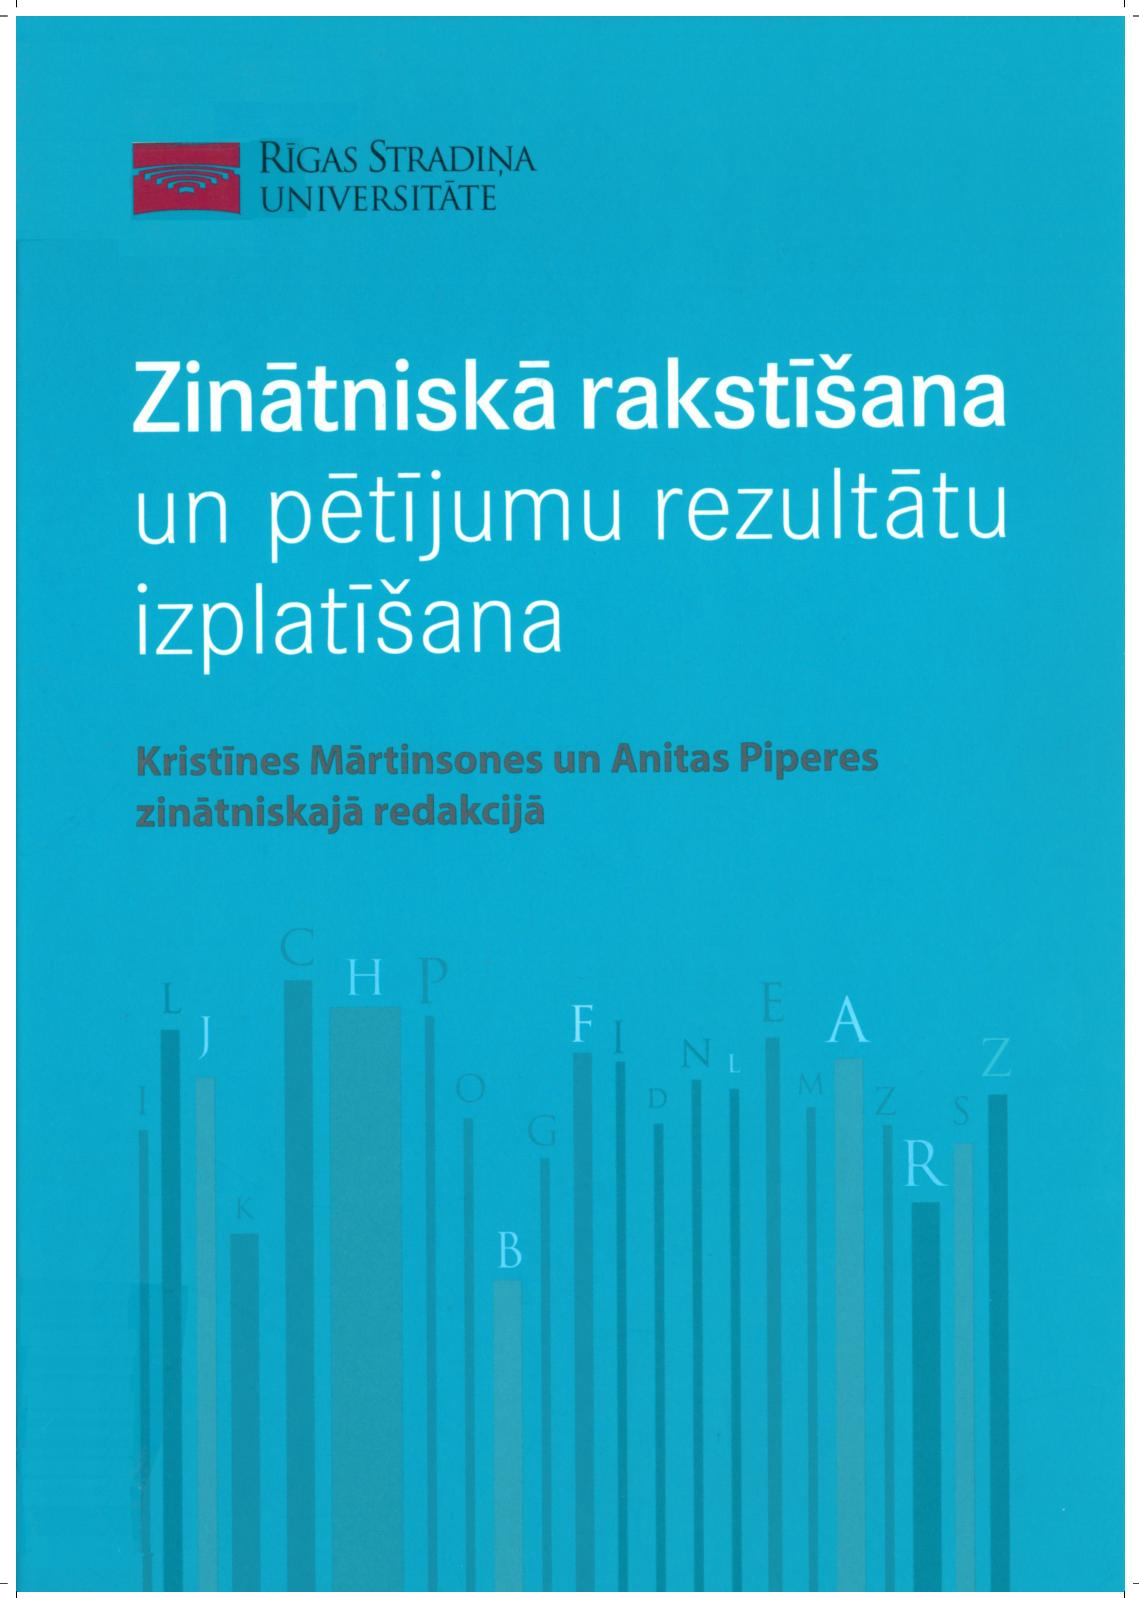 RĪGAS STRADIŅA
UNIVERSITĀTE
Zinātniskā rakstīšana
un pētījumu rezultātu
izplatīšana
Kristīnes Mārtinsones un Anitas Piperes
zinātniskajā redakcijā
I L J K C H P O B G F I D N L E M A Z R S Z